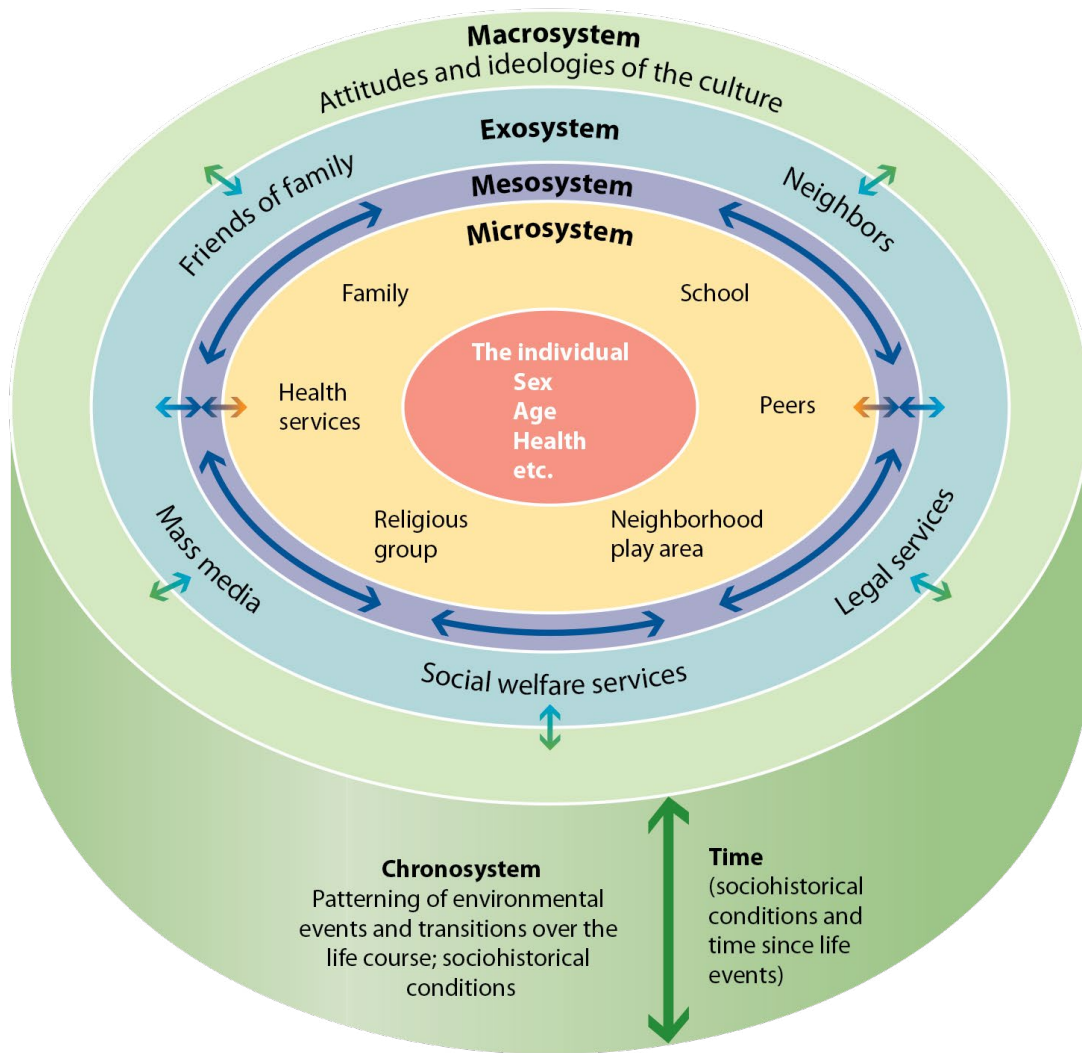 Macrosystem
Attitudes and ideologies of the culture
Exosystem
Friends of family
Neighbors
Mesosystem
Microsystem
Family
School
The individual
Sex
Age
Health
etc.
Health
services
Peers
Religious
group
Neighborhood
play area
Mass media
Legal services
Social welfare services
Chronosystem
Patterning of environmental
events and transitions over the
life course; sociohistorical
conditions
Time
(sociohistorical
conditions and
time since life
events)